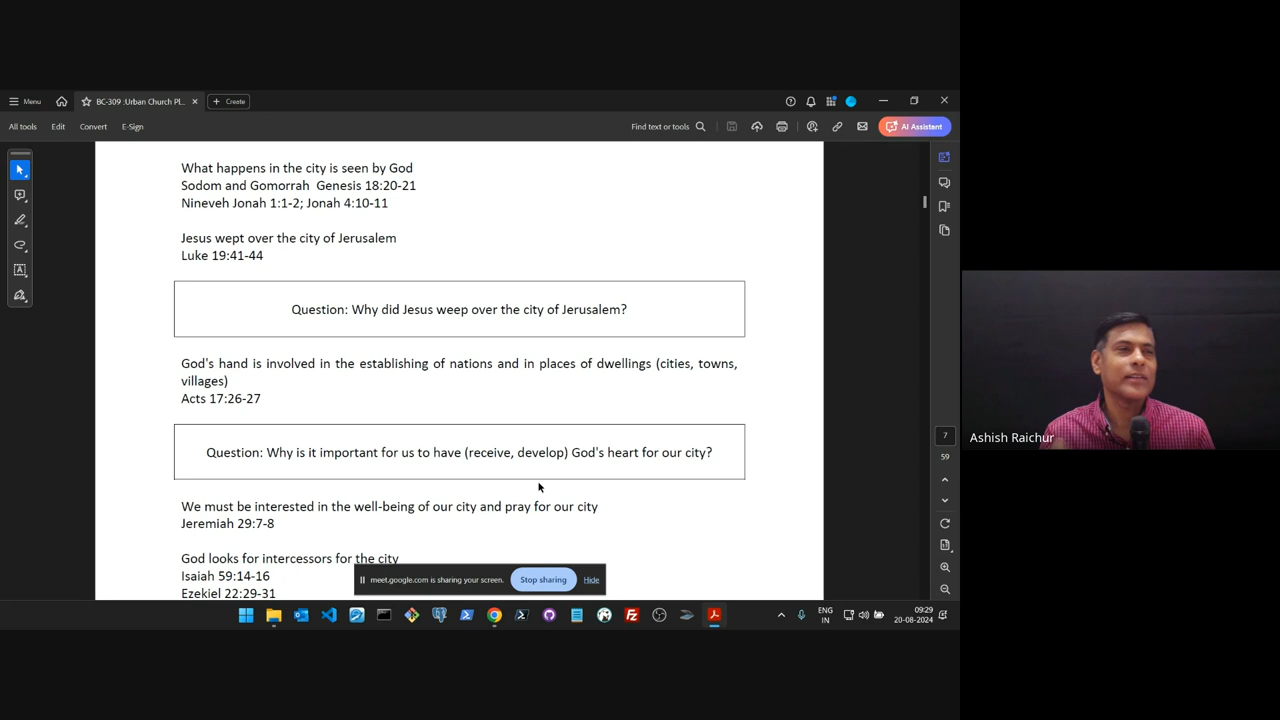 Menu
BC-309 :Urban Church Pl...
Create
All tools
Edit
Convert
E-Sign
Find text or tools
AI Assistant
What happens in the city is seen by God
Sodom and Gomorrah Genesis 18:20-21
Nineveh Jonah 1:1-2; Jonah 4:10-11
Jesus wept over the city of Jerusalem
Luke 19:41-44
Question: Why did Jesus weep over the city of Jerusalem?
God's hand is involved in the establishing of nations and in places of dwellings (cities, towns,
villages)
Acts 17:26-27
Question: Why is it important for us to have (receive, develop) God's heart for our city?
We must be interested in the well-being of our city and pray for our city
Jeremiah 29:7-8
God looks for intercessors for the city
Isaiah 59:14-16
Ezekiel 22:29-31
7
59
meet.google.com is sharing your screen.
Stop sharing
Hide
ENG
IN
09:29
20-08-2024
Ashish Raichur